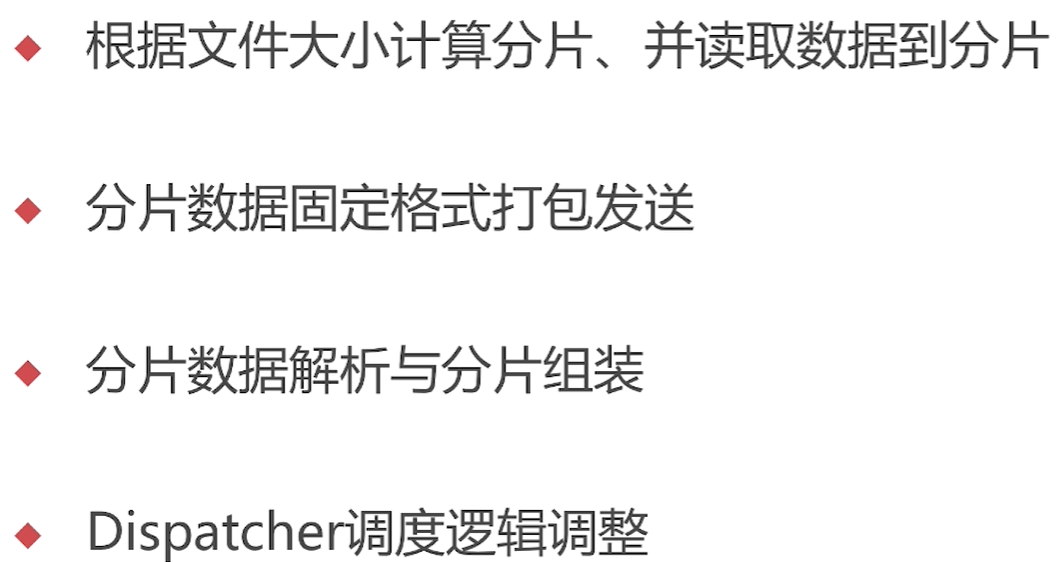 根据文件大小计算分片、并读取数据到分片
分片数据固定格式打包发送
分片数据解析与分片组装
Dispatcher调度逻辑调整